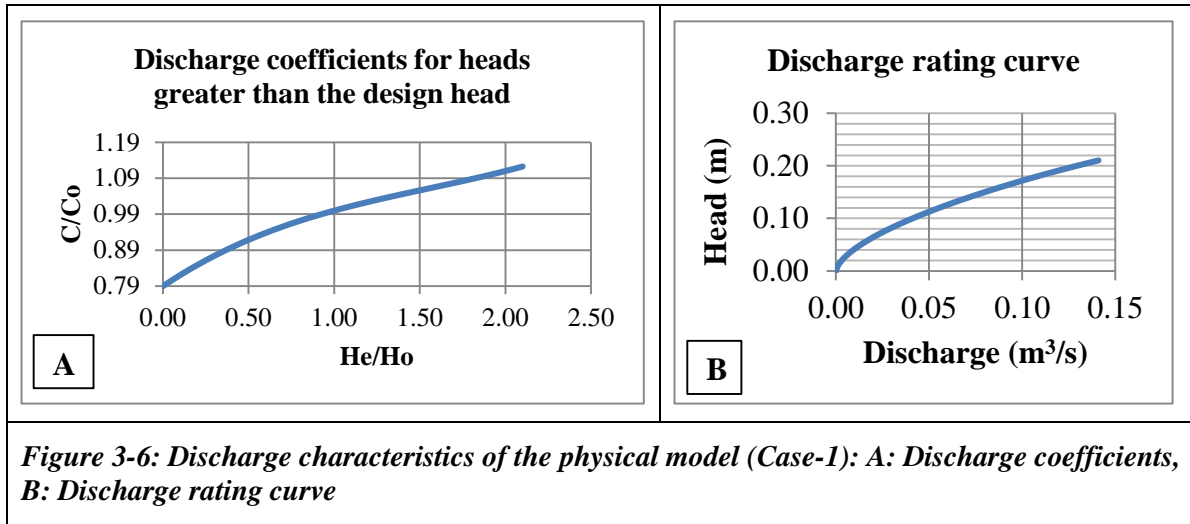 Discharge coefficients for heads
greater than the design head
C/Co
1.19
1.09
0.99
0.89
0.79
0.00 0.50 1.00 1.50 2.00 2.50
He/Ho
A
Discharge rating curve
Head (m)
0.30
0.20
0.10
0.00
0.00 0.05 0.10 0.15
Discharge (m³/s)
B
Figure 3-6: Discharge characteristics of the physical model (Case-1): A: Discharge coefficients,
B: Discharge rating curve